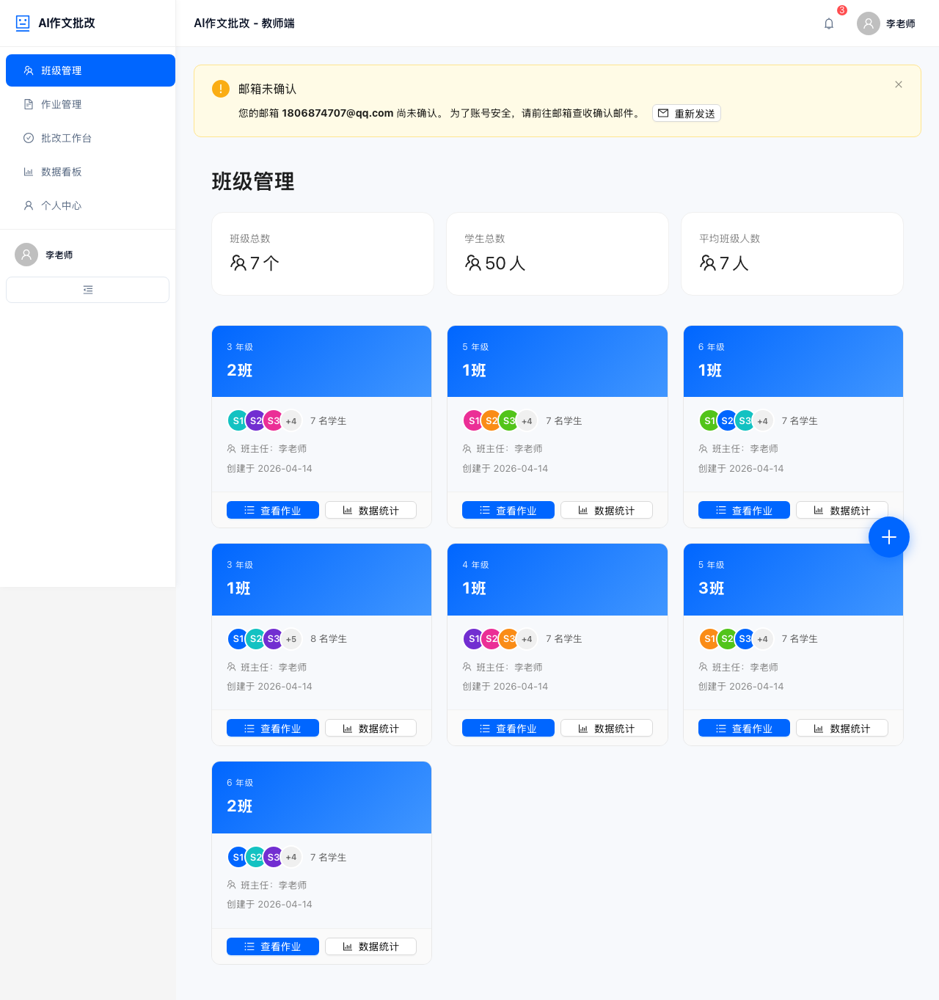 AI作文批改
AI作文批改 - 教师端
3
李老师
班级管理
作业管理
批改工作台
数据看板
个人中心
李老师
邮箱未确认
您的邮箱 1806874707@qq.com 尚未确认。 为了账号安全，请前往邮箱查收确认邮件。
重新发送
班级管理
班级总数
7 个
学生总数
50 人
平均班级人数
7 人
3 年级
2班
S1 S2 S3 +4 7 名学生
班主任：李老师
创建于 2026-04-14
查看作业 数据统计
5 年级
1班
S1 S2 S3 +4 7 名学生
班主任：李老师
创建于 2026-04-14
查看作业 数据统计
6 年级
1班
S1 S2 S3 +4 7 名学生
班主任：李老师
创建于 2026-04-14
查看作业 数据统计
3 年级
1班
S1 S2 S3 +5 8 名学生
班主任：李老师
创建于 2026-04-14
查看作业 数据统计
4 年级
1班
S1 S2 S3 +4 7 名学生
班主任：李老师
创建于 2026-04-14
查看作业 数据统计
5 年级
3班
S1 S2 S3 +4 7 名学生
班主任：李老师
创建于 2026-04-14
查看作业 数据统计
6 年级
2班
S1 S2 S3 +4 7 名学生
班主任：李老师
创建于 2026-04-14
查看作业 数据统计